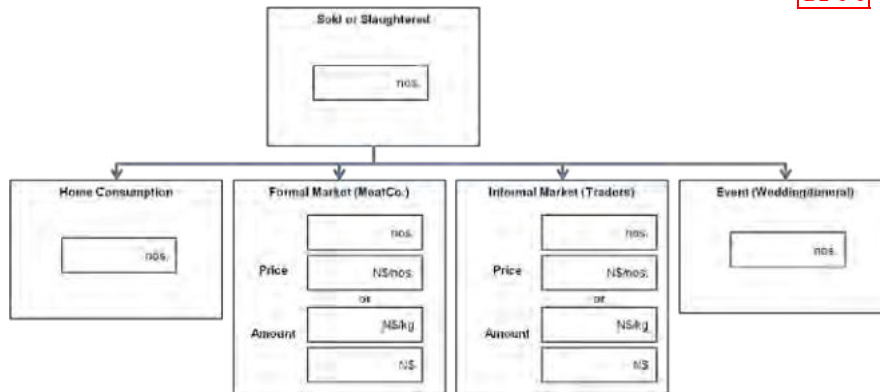 Sold or Slaughtered
nos.
Home Consumption
nos.
Formal Market (MeatCo.)
nos.
Price
N$/nos.
or
Amount
N$/kg
N$
Informal Market (Traders)
nos.
Price
N$/nos.
or
Amount
N$/kg
N$
Event (Wedding/funeral)
nos.